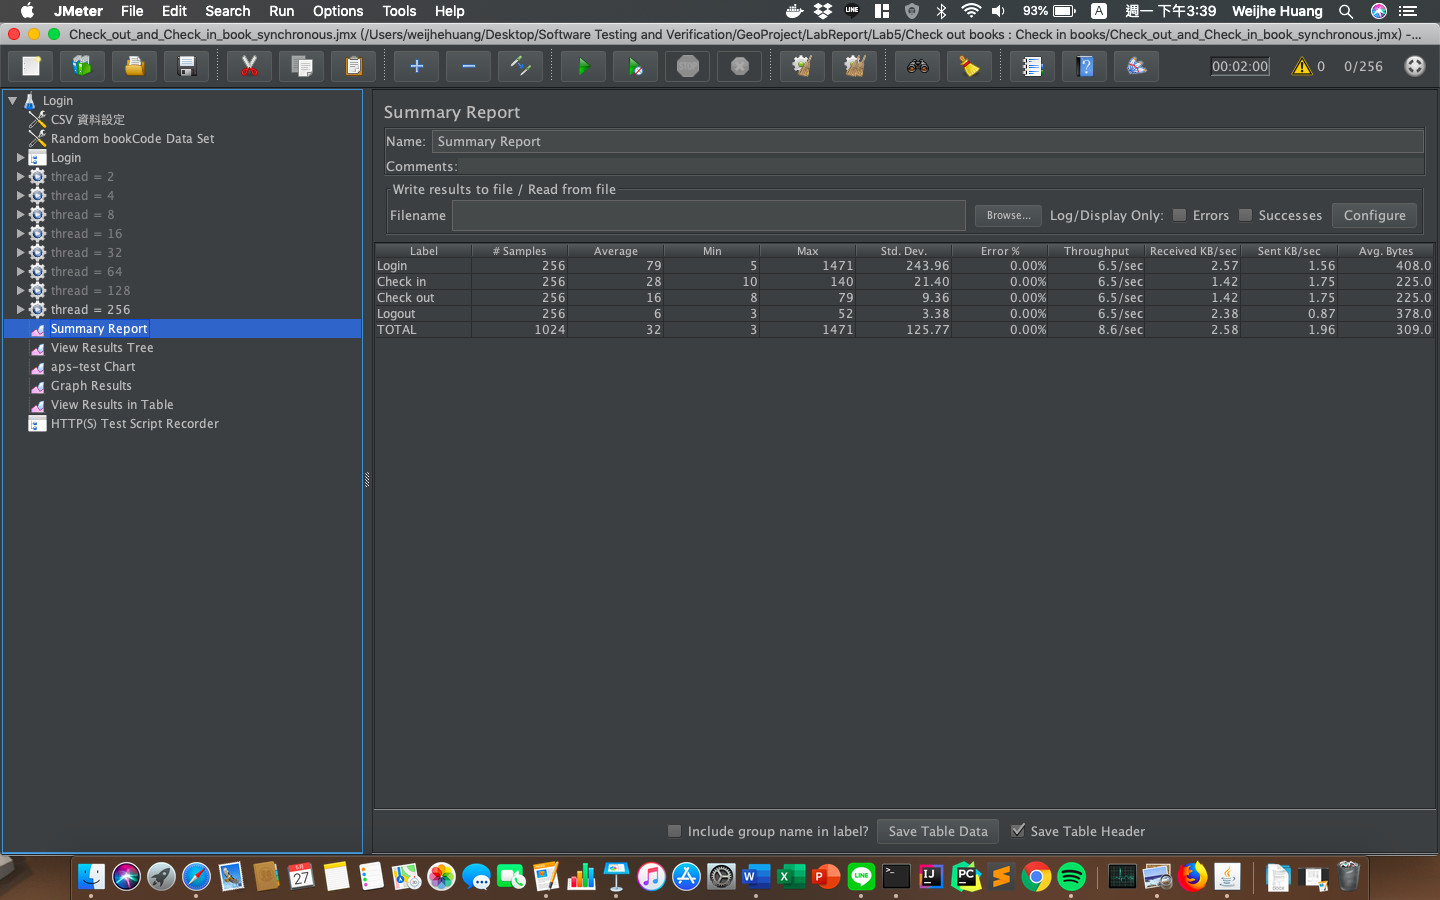 JMeter File Edit Search Run Options Tools Help LINE 93% A 週一 下午3:39 Weijhe Huang
Check_out_and_Check_in_book_synchronous.jmx (/Users/weijhehuang/Desktop/Software Testing and Verification/GeoProject/LabReport/Lab5/Check out books : Check in books/Check_out_and_Check_in_book_synchronous.jmx) –...
STOP 00:02:00 0 0/256
Login
CSV 資料設定
Random bookCode Data Set
Login
thread = 2
thread = 4
thread = 8
thread = 16
thread = 32
thread = 64
thread = 128
thread = 256
Summary Report
View Results Tree
aps-test Chart
Graph Results
View Results in Table
HTTP(S) Test Script Recorder
Summary Report
Name: Summary Report
Comments:
Write results to file / Read from file
Filename Browse... Log/Display Only: Errors Successes Configure
Label # Samples Average Min Max Std. Dev. Error % Throughput Received KB/sec Sent KB/sec Avg. Bytes
Login 256 79 5 1471 243.96 0.00% 6.5/sec 2.57 1.56 408.0
Check in 256 28 10 140 21.40 0.00% 6.5/sec 1.42 1.75 225.0
Check out 256 16 8 79 9.36 0.00% 6.5/sec 1.42 1.75 225.0
Logout 256 6 3 52 3.38 0.00% 6.5/sec 2.38 0.87 378.0
TOTAL 1024 32 3 1471 125.77 0.00% 8.6/sec 2.58 1.96 309.0
Include group name in label? Save Table Data Save Table Header
27 W X P LINE >_ IJ PC S